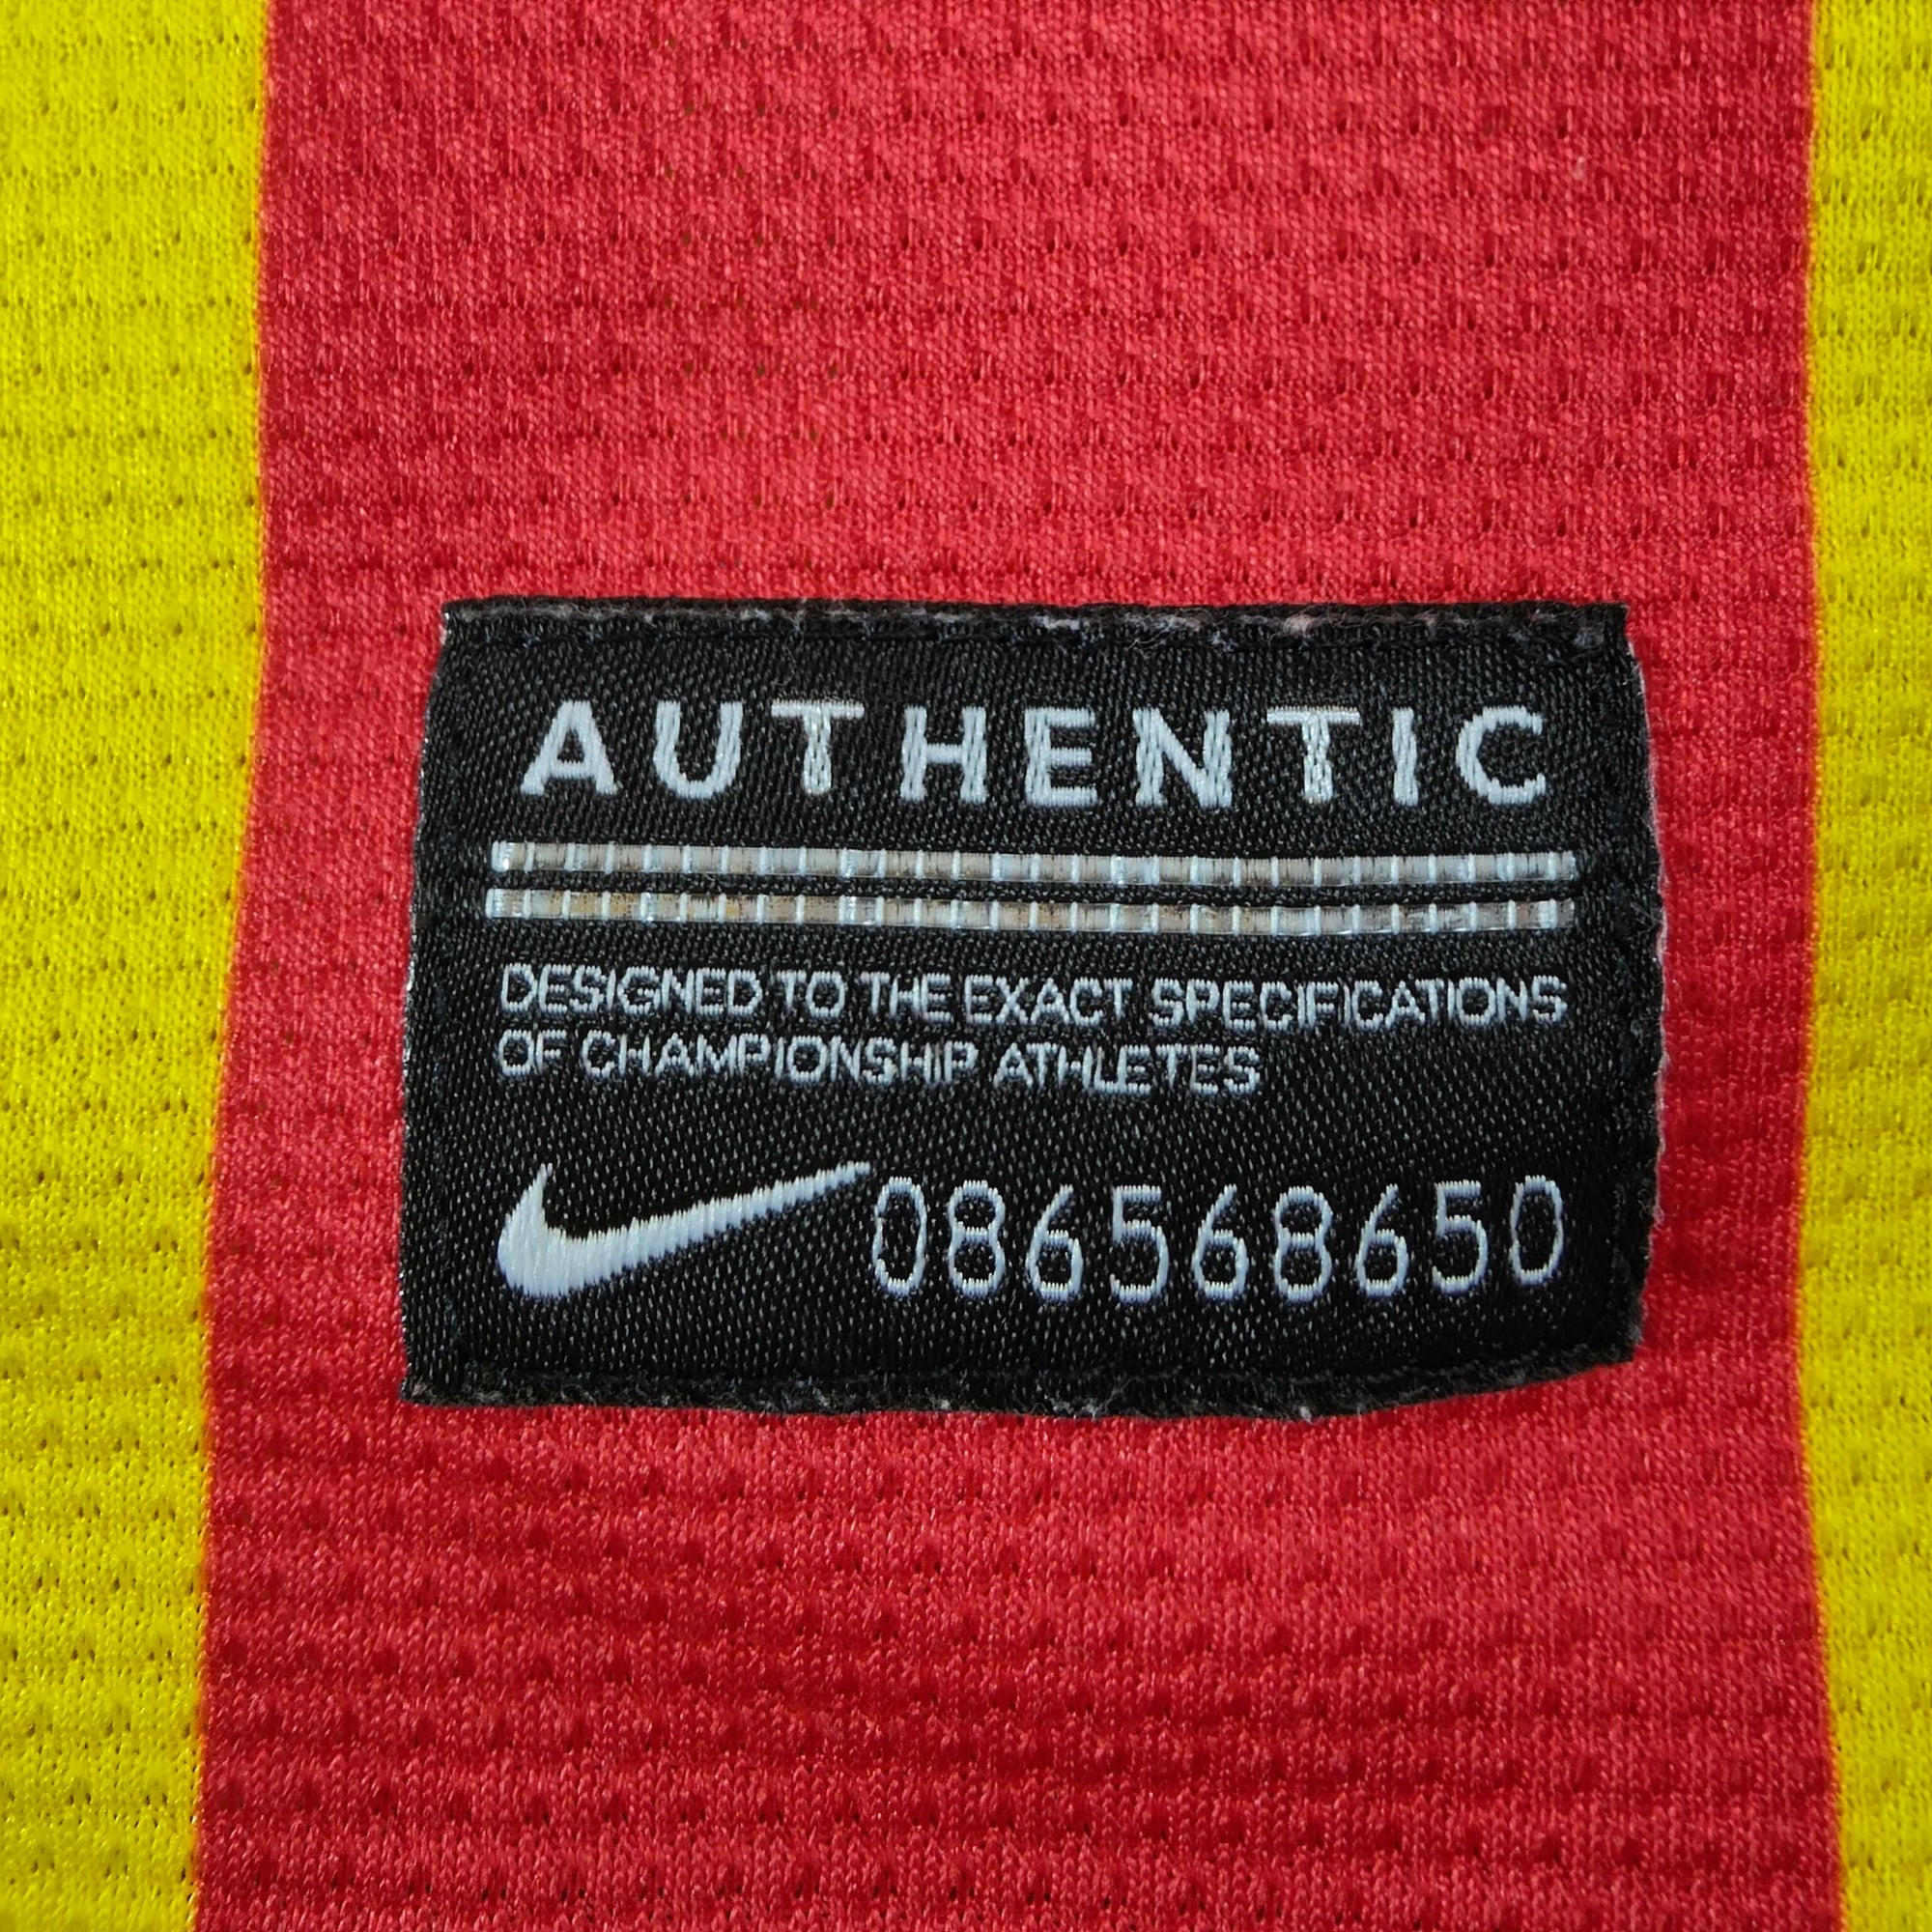 AUTHENTIC
DESIGNED TO THE EXACT SPECIFICATIONS
OF CHAMPIONSHIP ATHLETES
086568650